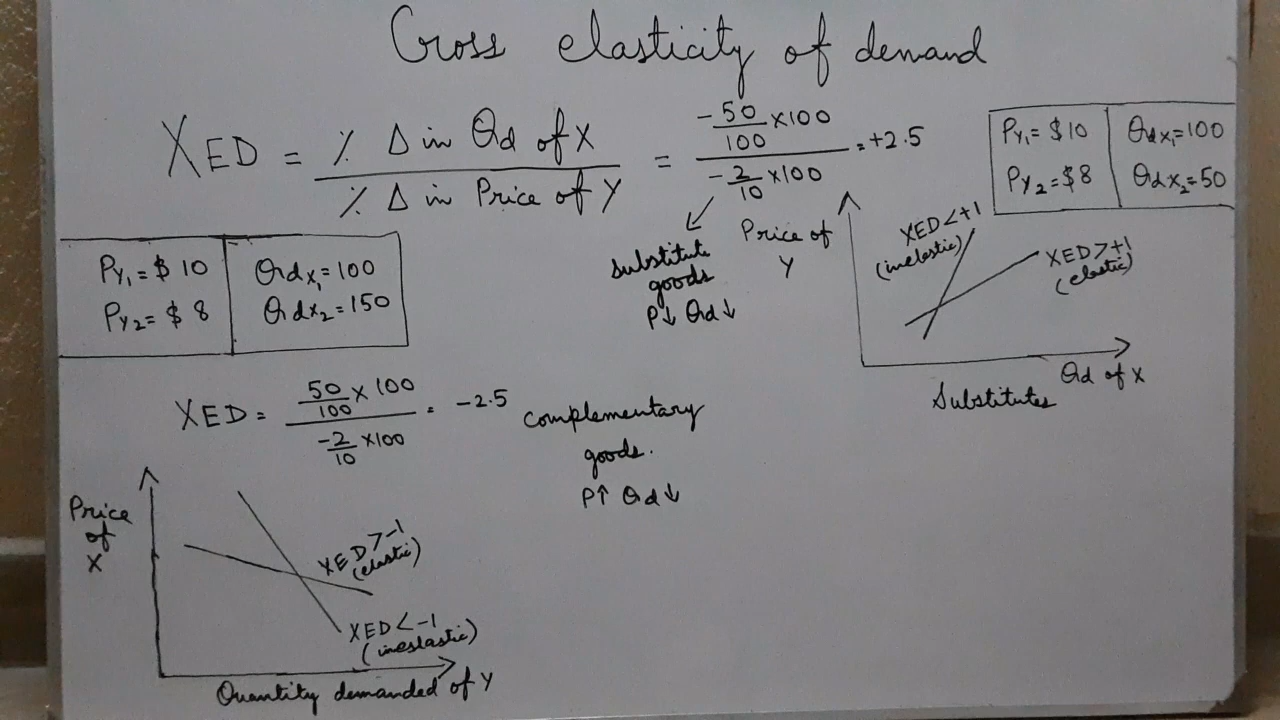 Cross elasticity of demand
XED = % Δ in Qd of X / % Δ in Price of Y = -50/100 x100 / -2/10 x100 = +2.5
Py₁ = $ 10 Qdx₁=100
Py₂ = $8 Qdx₂=50
Substitute
goods
P↓ Qd↓
Price of
Y
XED<+1
(inelastic)
XED>+1
(elastic)
Qd of X
Substitutes
Py₁ = $ 10 Qdx₁=100
Py₂ = $ 8 Qdx₂=150
XED = 50/100 x 100 / -2/10 x100 = -2.5
complementary
goods.
P↑ Qd↓
Price
of
X
XED>-1
(elastic)
XED<-1
(ineslastic)
Quantity demanded of Y